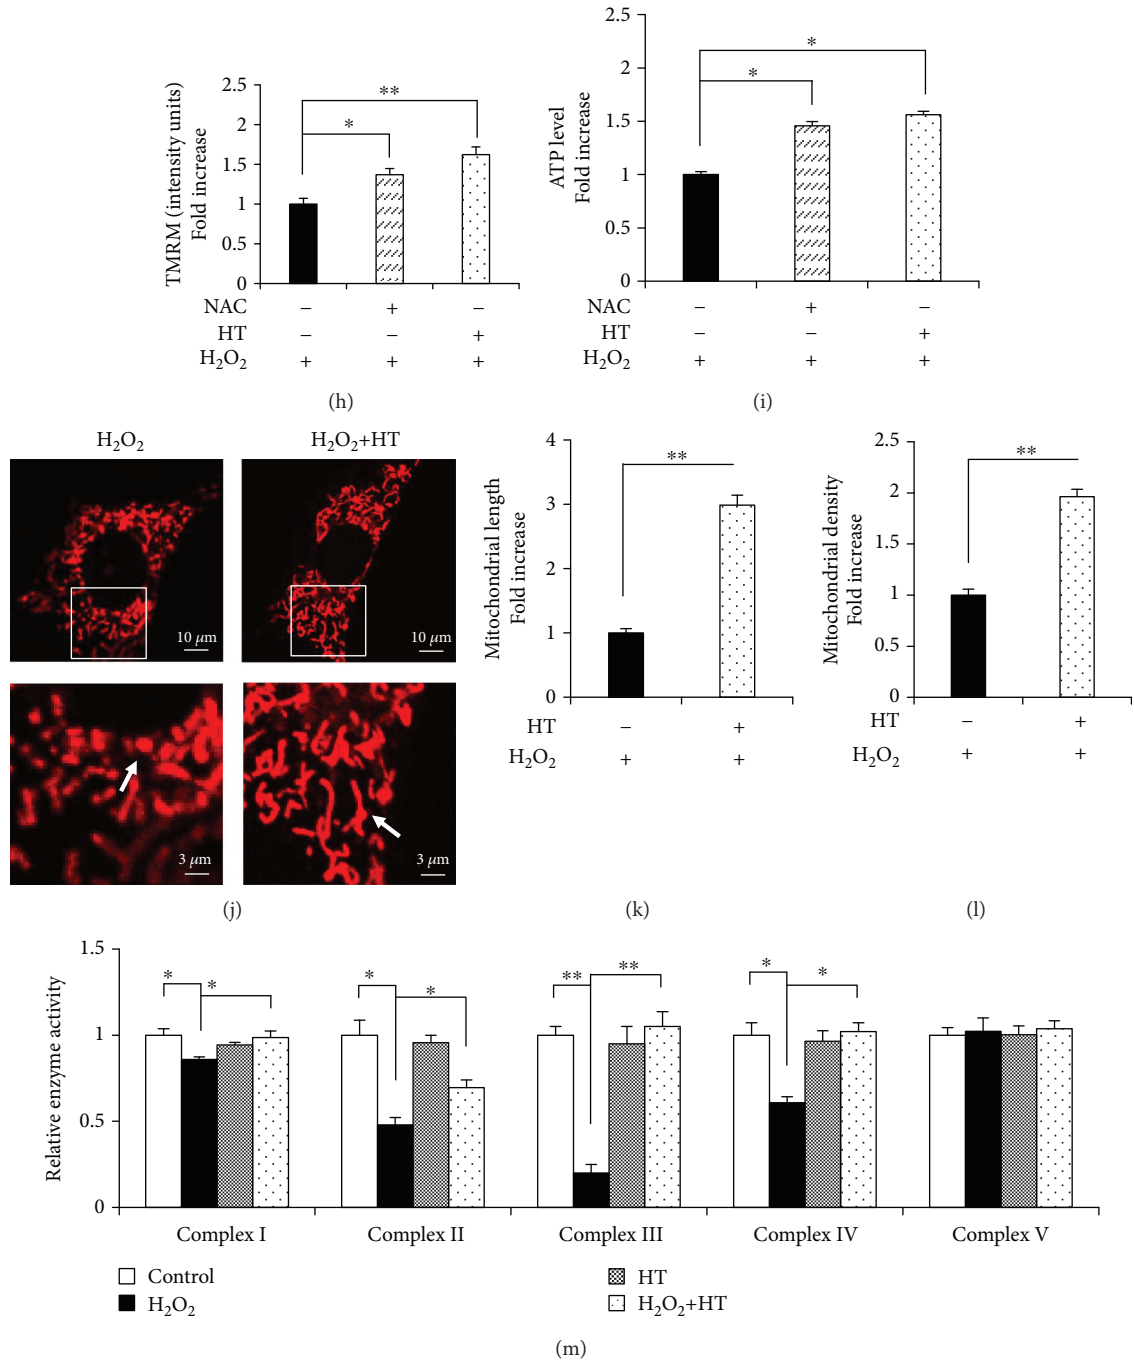 TMRM (intensity units)
Fold increase
2.5
2
1.5
1
0.5
0
**
*
NAC − + −
HT − − +
H₂O₂ + + +
(h)
ATP level
Fold increase
2.5
2
1.5
1
0.5
0
*
*
NAC − + −
HT − − +
H₂O₂ + + +
(i)
H₂O₂
H₂O₂+HT
10 μm
10 μm
3 μm
3 μm
(j)
Mitochondrial length
Fold increase
4
3
2
1
0
**
HT − +
H₂O₂ + +
(k)
Mitochondrial density
Fold increase
2.5
2
1.5
1
0.5
0
**
HT − +
H₂O₂ + +
(l)
Relative enzyme activity
1.5
1
0.5
0
* * * * ** ** * *
Complex I Complex II Complex III Complex IV Complex V
Control
H₂O₂
HT
H₂O₂+HT
(m)